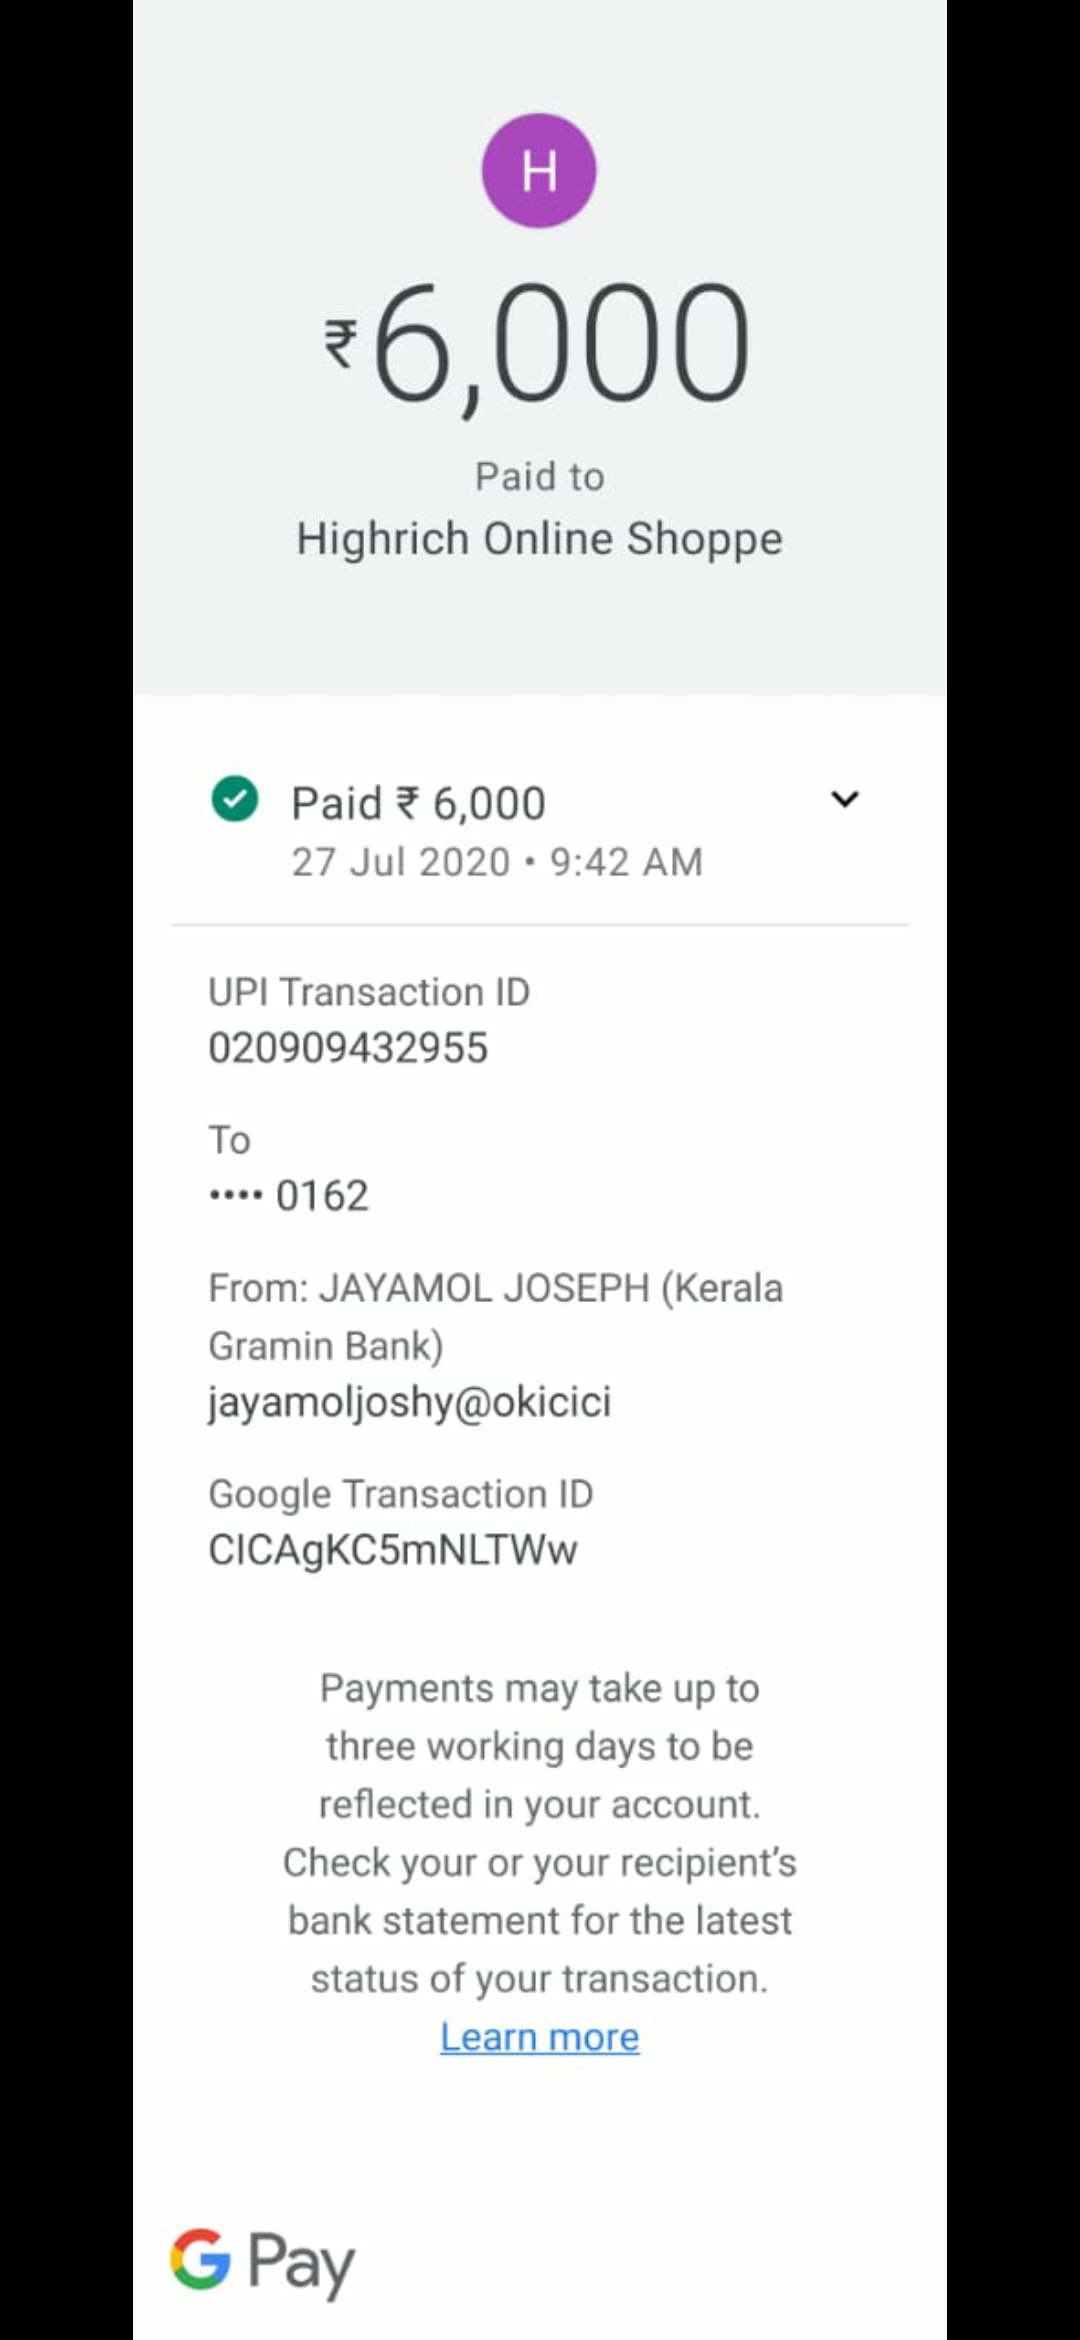 H
₹6,000
Paid to
Highrich Online Shoppe
Paid ₹ 6,000
27 Jul 2020 • 9:42 AM
UPI Transaction ID
020909432955
To
•••• 0162
From: JAYAMOL JOSEPH (Kerala
Gramin Bank)
jayamoljoshy@okicici
Google Transaction ID
CICAgKC5mNLTWw
Payments may take up to
three working days to be
reflected in your account.
Check your or your recipient’s
bank statement for the latest
status of your transaction.
Learn more
G Pay